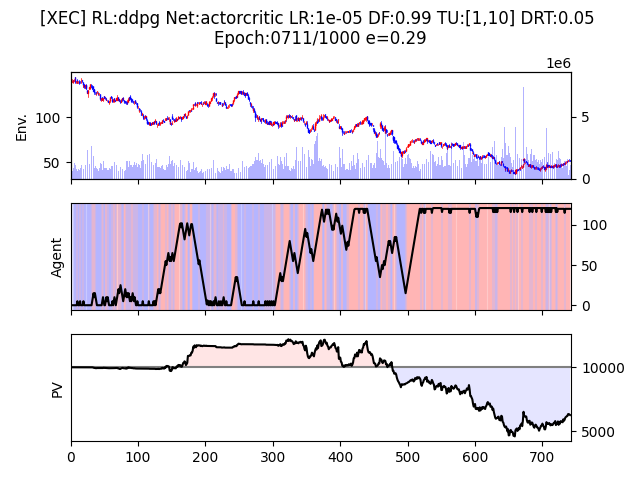 [XEC] RL:ddpg Net:actorcritic LR:1e-05 DF:0.99 TU:[1,10] DRT:0.05
Epoch:0711/1000 e=0.29
1e6
Env.
100
50
5
0
Agent
100
50
0
PV
10000
5000
0 100 200 300 400 500 600 700